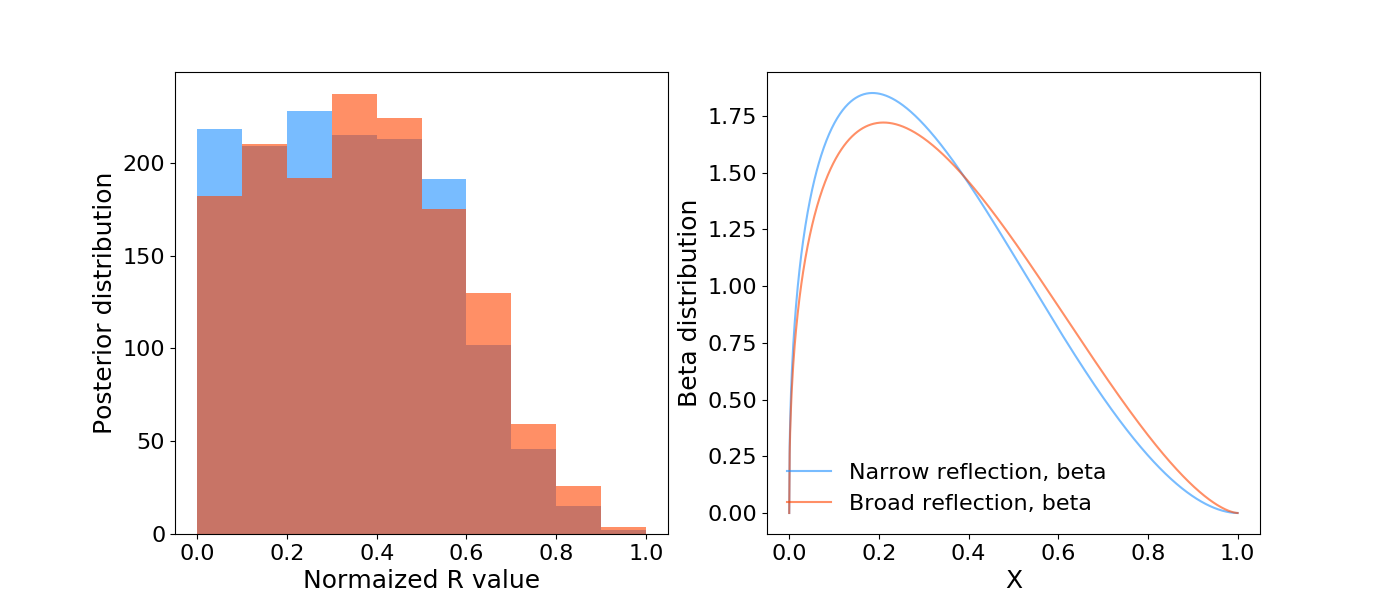 Posterior distribution
200
150
100
50
0
0.0 0.2 0.4 0.6 0.8 1.0
Normaized R value
Beta distribution
1.75
1.50
1.25
1.00
0.75
0.50
0.25
0.00
Narrow reflection, beta
Broad reflection, beta
0.0 0.2 0.4 0.6 0.8 1.0
X